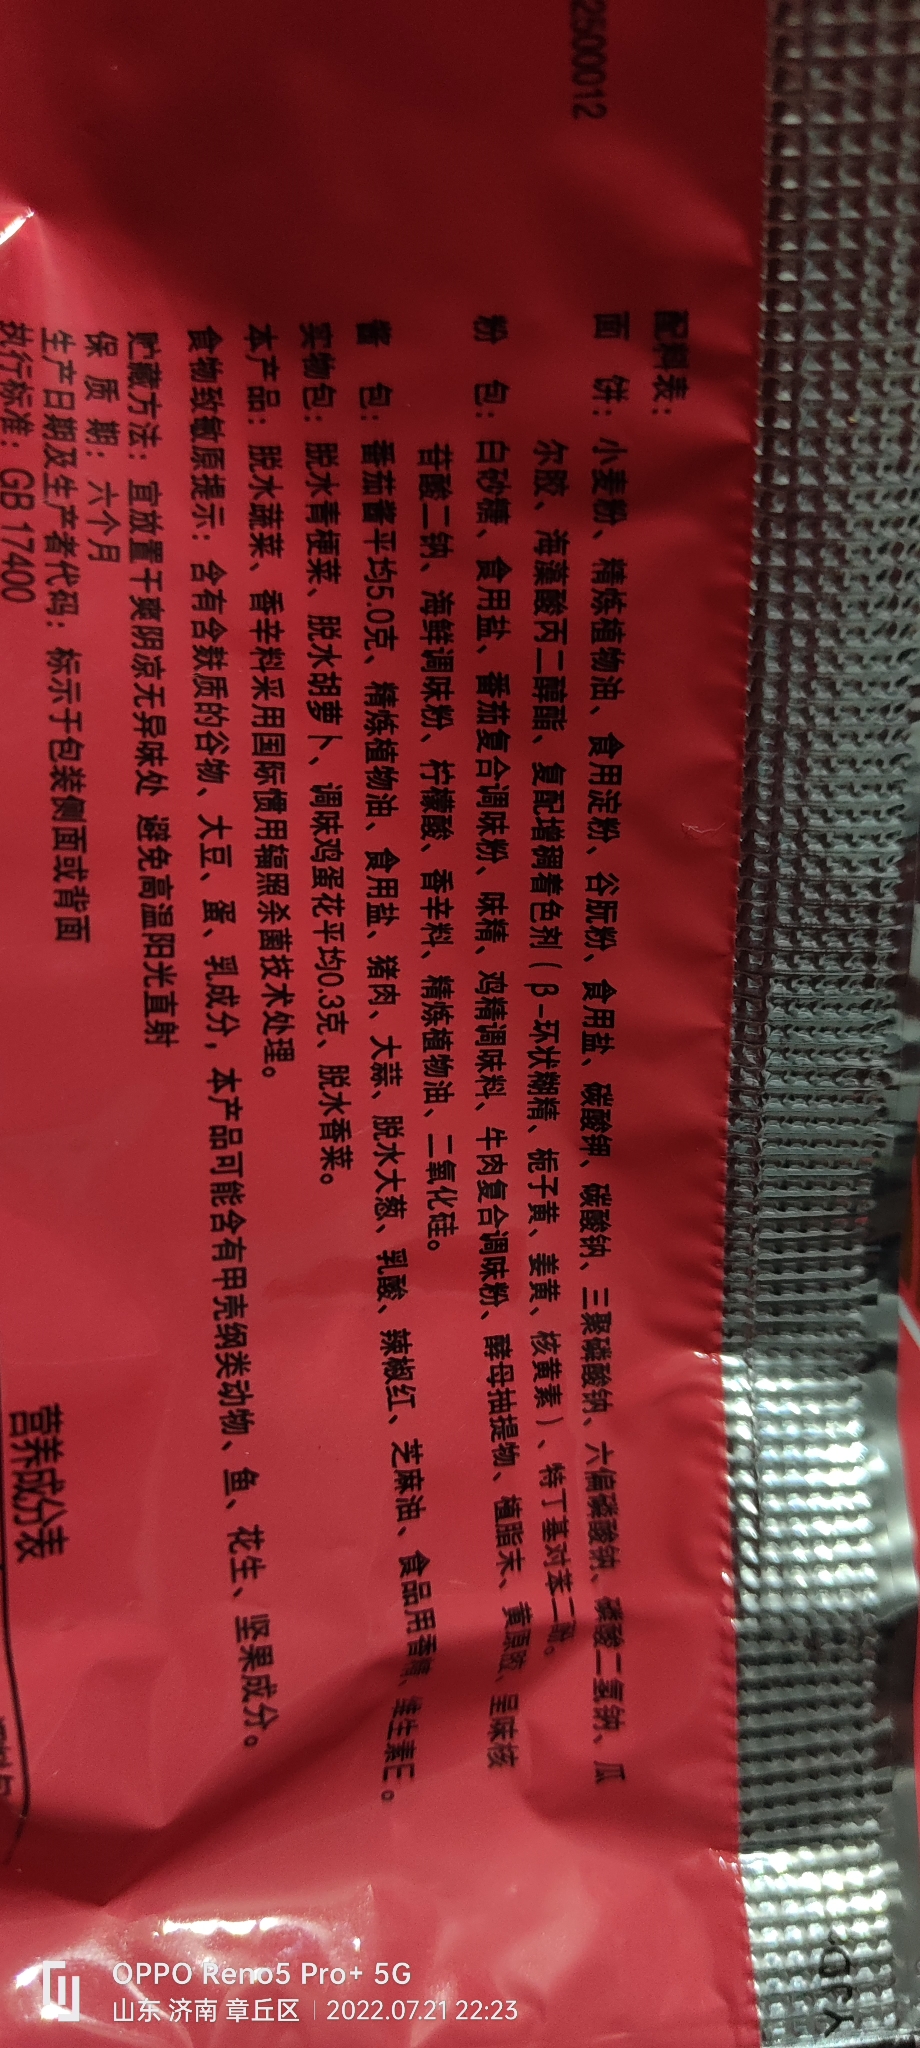 2500012
配料表：
面 饼：小麦粉、精炼植物油、食用淀粉、谷朊粉、食用盐、碳酸钾、碳酸钠、三聚磷酸钠、六偏磷酸钠、磷酸二氢钠、瓜
尔胶、海藻酸丙二醇酯、复配增稠着色剂（β-环状糊精、栀子黄、姜黄、核黄素）、特丁基对苯二酚。
粉 包：白砂糖、食用盐、番茄复合调味粉、味精、鸡精调味料、牛肉复合调味粉、酵母抽提物、植脂末、黄原胶、呈味核
苷酸二钠、海鲜调味粉、柠檬酸、香辛料、精炼植物油、二氧化硅。
酱 包：番茄酱平均5.0克、精炼植物油、食用盐、猪肉、大蒜、脱水大葱、乳酸、辣椒红、芝麻油、食品用香精、维生素E。
实物包：脱水青梗菜、脱水胡萝卜、调味鸡蛋花平均0.3克、脱水香菜。
本产品：脱水蔬菜、香辛料采用国际惯用辐照杀菌技术处理。
食物致敏原提示：含有含麸质的谷物、大豆、蛋、乳成分，本产品可能含有甲壳纲类动物、鱼、花生、坚果成分。
贮藏方法：宜放置干爽阴凉无异味处 避免高温阳光直射
保 质 期：六个月
生产日期及生产者代码：标示于包装侧面或背面
执行标准：GB 17400
营养成分表
OPPO Reno5 Pro+ 5G
山东 济南 章丘区 | 2022.07.21 22:23